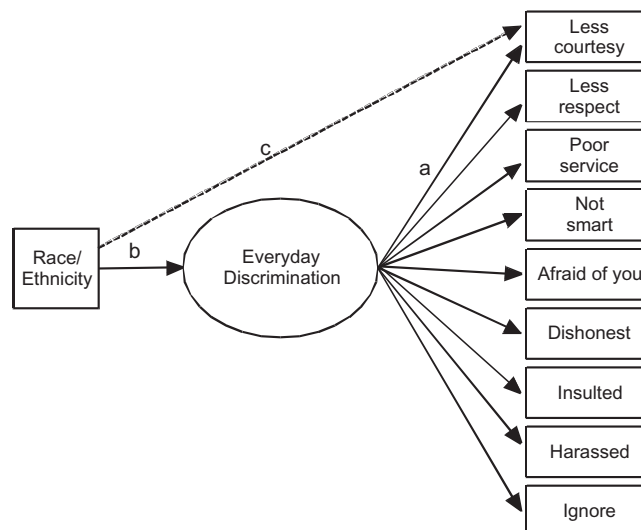 Less
courtesy
Less
respect
c
a
Poor
service
Not
smart
Race/
Ethnicity
b
Everyday
Discrimination
Afraid of you
Dishonest
Insulted
Harassed
Ignore